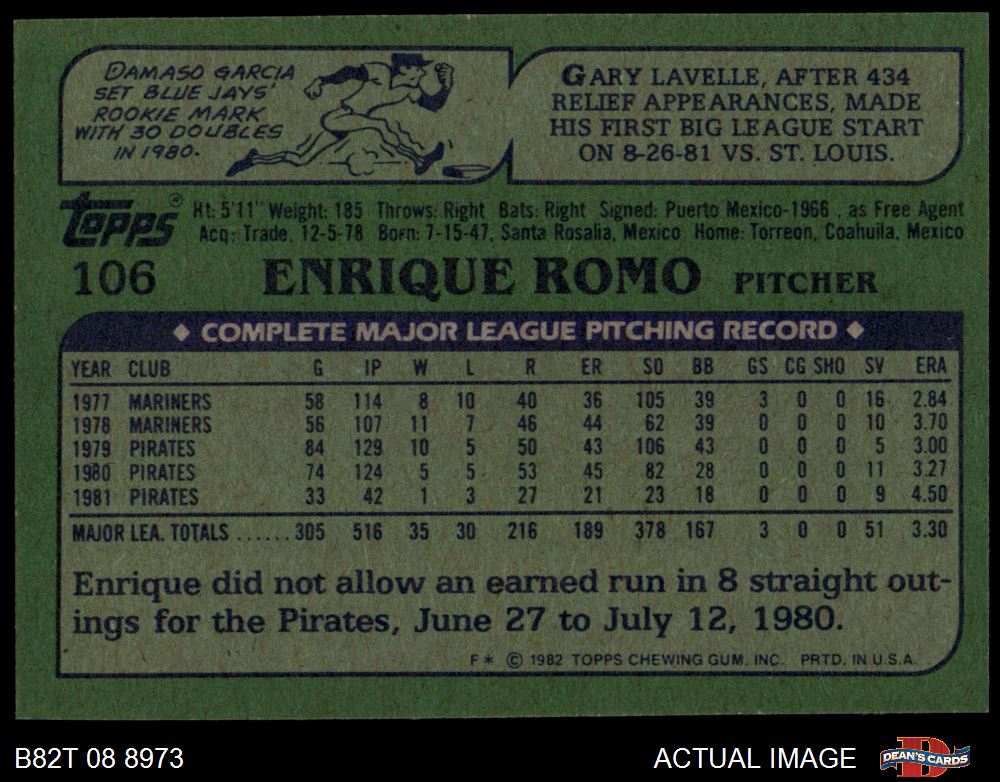 DAMASO GARCIA
SET BLUE JAYS'
ROOKIE MARK
WITH 30 DOUBLES
IN 1980.
GARY LAVELLE, AFTER 434
RELIEF APPEARANCES, MADE
HIS FIRST BIG LEAGUE START
ON 8-26-81 VS. ST. LOUIS.
topps®
Ht: 5'11" Weight: 185 Throws: Right Bats: Right Signed: Puerto Mexico-1966 , as Free Agent
Acq: Trade, 12-5-78 Born: 7-15-47, Santa Rosalia, Mexico Home: Torreon, Coahuila, Mexico
106 ENRIQUE ROMO PITCHER
◆ COMPLETE MAJOR LEAGUE PITCHING RECORD ◆
YEAR CLUB G IP W L R ER SO BB GS CG SHO SV ERA
1977 MARINERS 58 114 8 10 40 36 105 39 3 0 0 16 2.84
1978 MARINERS 56 107 11 7 46 44 62 39 0 0 0 10 3.70
1979 PIRATES 84 129 10 5 50 43 106 43 0 0 0 5 3.00
1980 PIRATES 74 124 5 5 53 45 82 28 0 0 0 11 3.27
1981 PIRATES 33 42 1 3 27 21 23 18 0 0 0 9 4.50
MAJOR LEA. TOTALS ...... 305 516 35 30 216 189 378 167 3 0 0 51 3.30
Enrique did not allow an earned run in 8 straight out-
ings for the Pirates, June 27 to July 12, 1980.
F* © 1982 TOPPS CHEWING GUM, INC. PRTD. IN U.S.A.
B82T 08 8973
ACTUAL IMAGE
D
DEAN'S CARDS